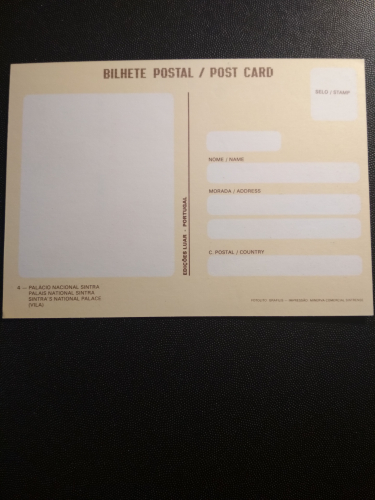 BILHETE POSTAL / POST CARD
SELO / STAMP
NOME / NAME
MORADA / ADDRESS
C. POSTAL / COUNTRY
EDIÇÕES LUAR - PORTUGAL
4 — PALÁCIO NACIONAL SINTRA
PALAIS NATIONAL SINTRA
SINTRA'S NATIONAL PALACE
(VILA)